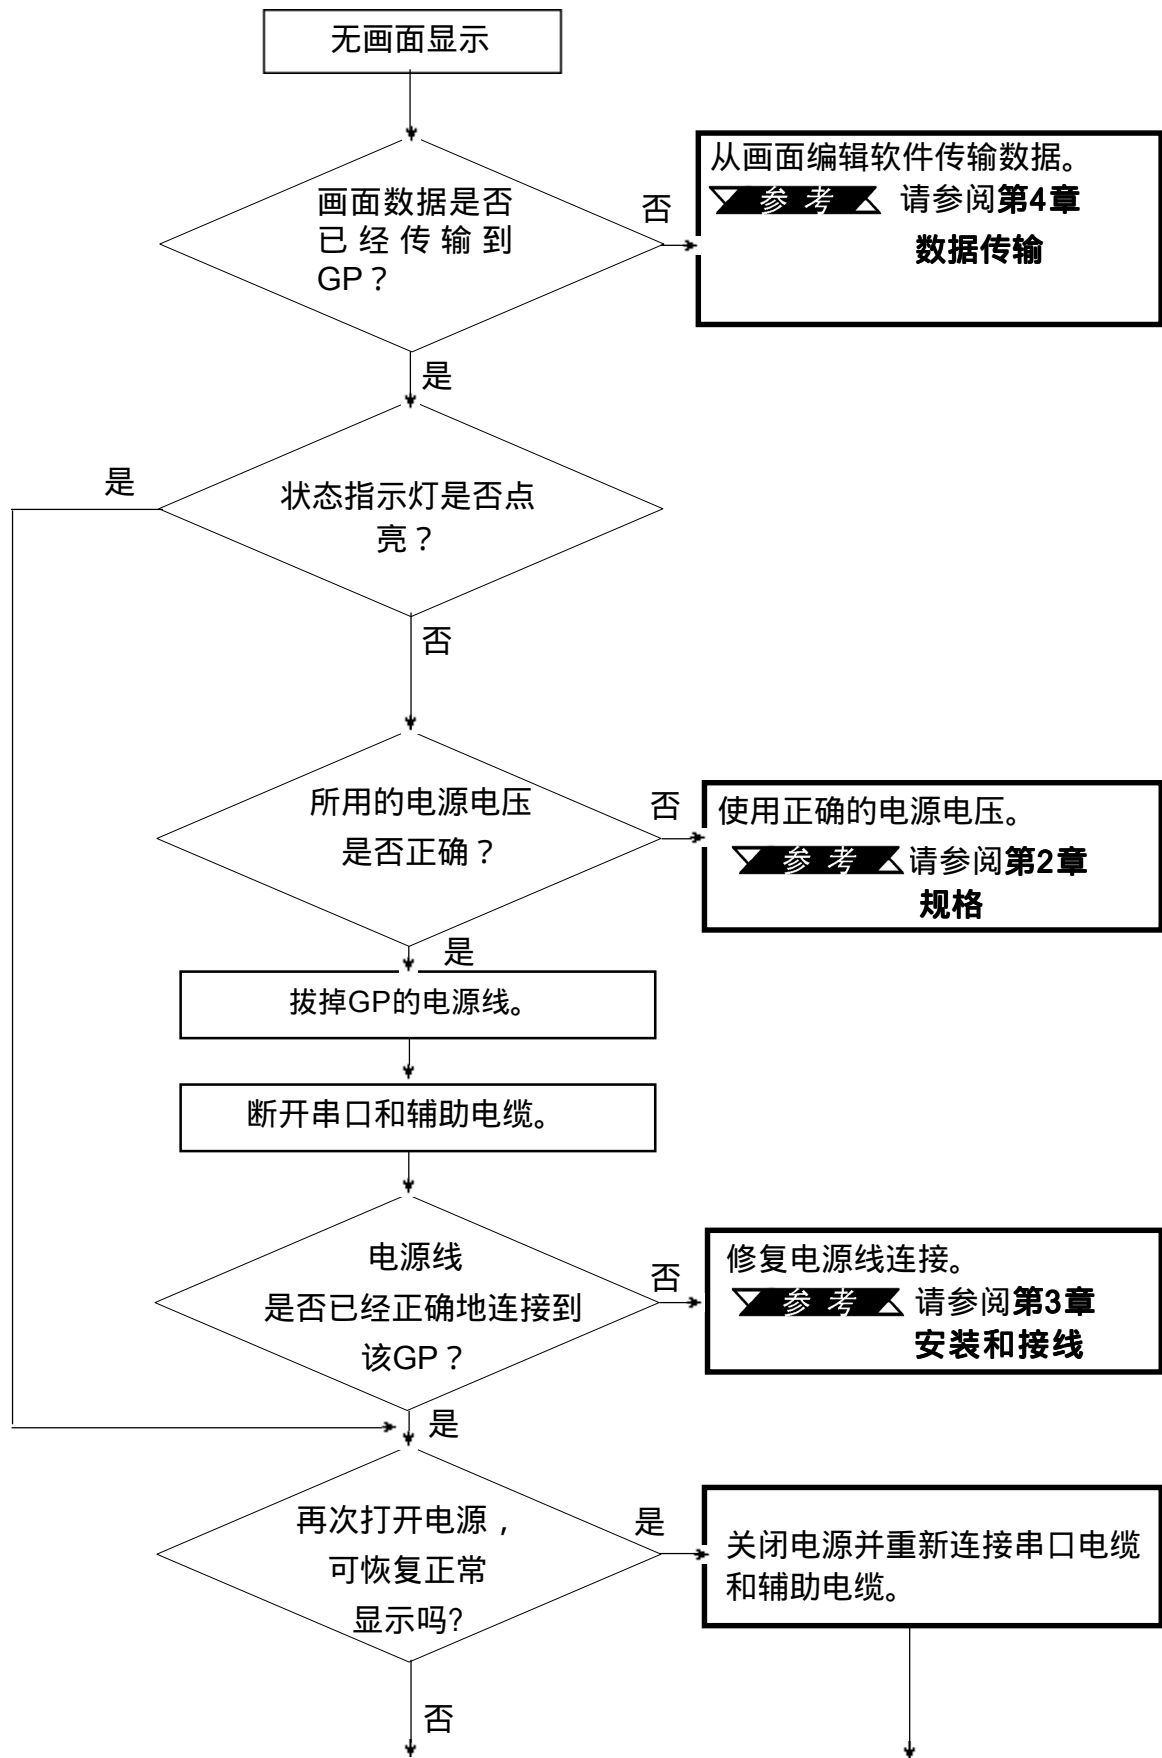 无画面显示
画面数据是否
已经传输到
GP？
否
从画面编辑软件传输数据。
参考 请参阅第4章
数据传输
是
是
状态指示灯是否点
亮？
否
所用的电源电压
是否正确？
否
使用正确的电源电压。
参考 请参阅第2章
规格
是
拔掉GP的电源线。
断开串口和辅助电缆。
电源线
是否已经正确地连接到
该GP？
否
修复电源线连接。
参考 请参阅第3章
安装和接线
是
再次打开电源，
可恢复正常
显示吗?
是
关闭电源并重新连接串口电缆
和辅助电缆。
否